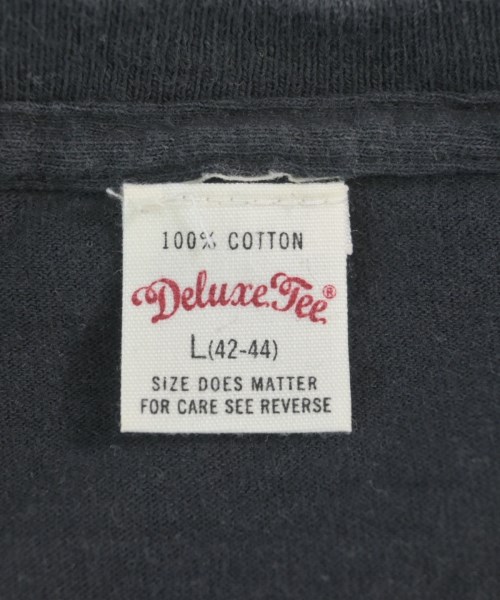 100% COTTON
Deluxe Tee®
L(42-44)
SIZE DOES MATTER
FOR CARE SEE REVERSE